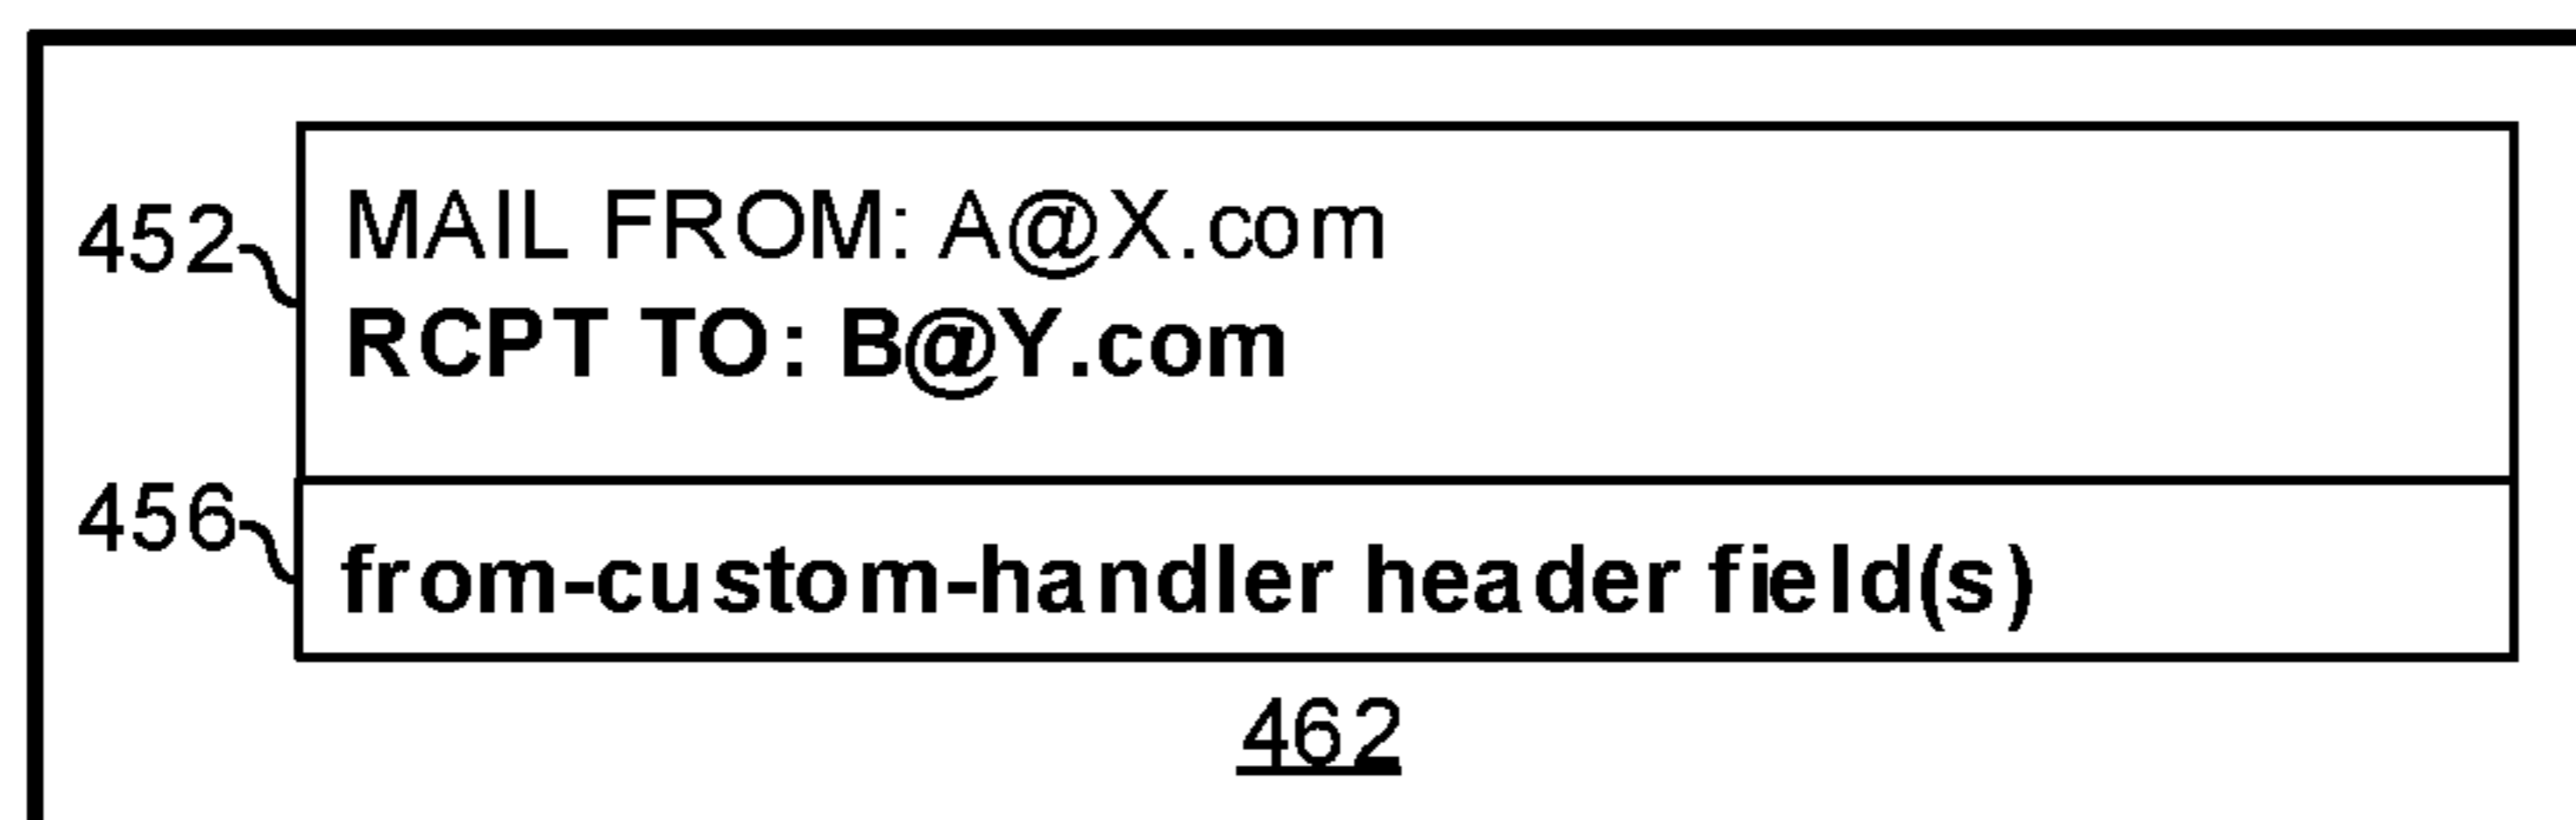 452
MAIL FROM: A@X.com
RCPT TO: B@Y.com
456
from-custom-handler header field(s)
462